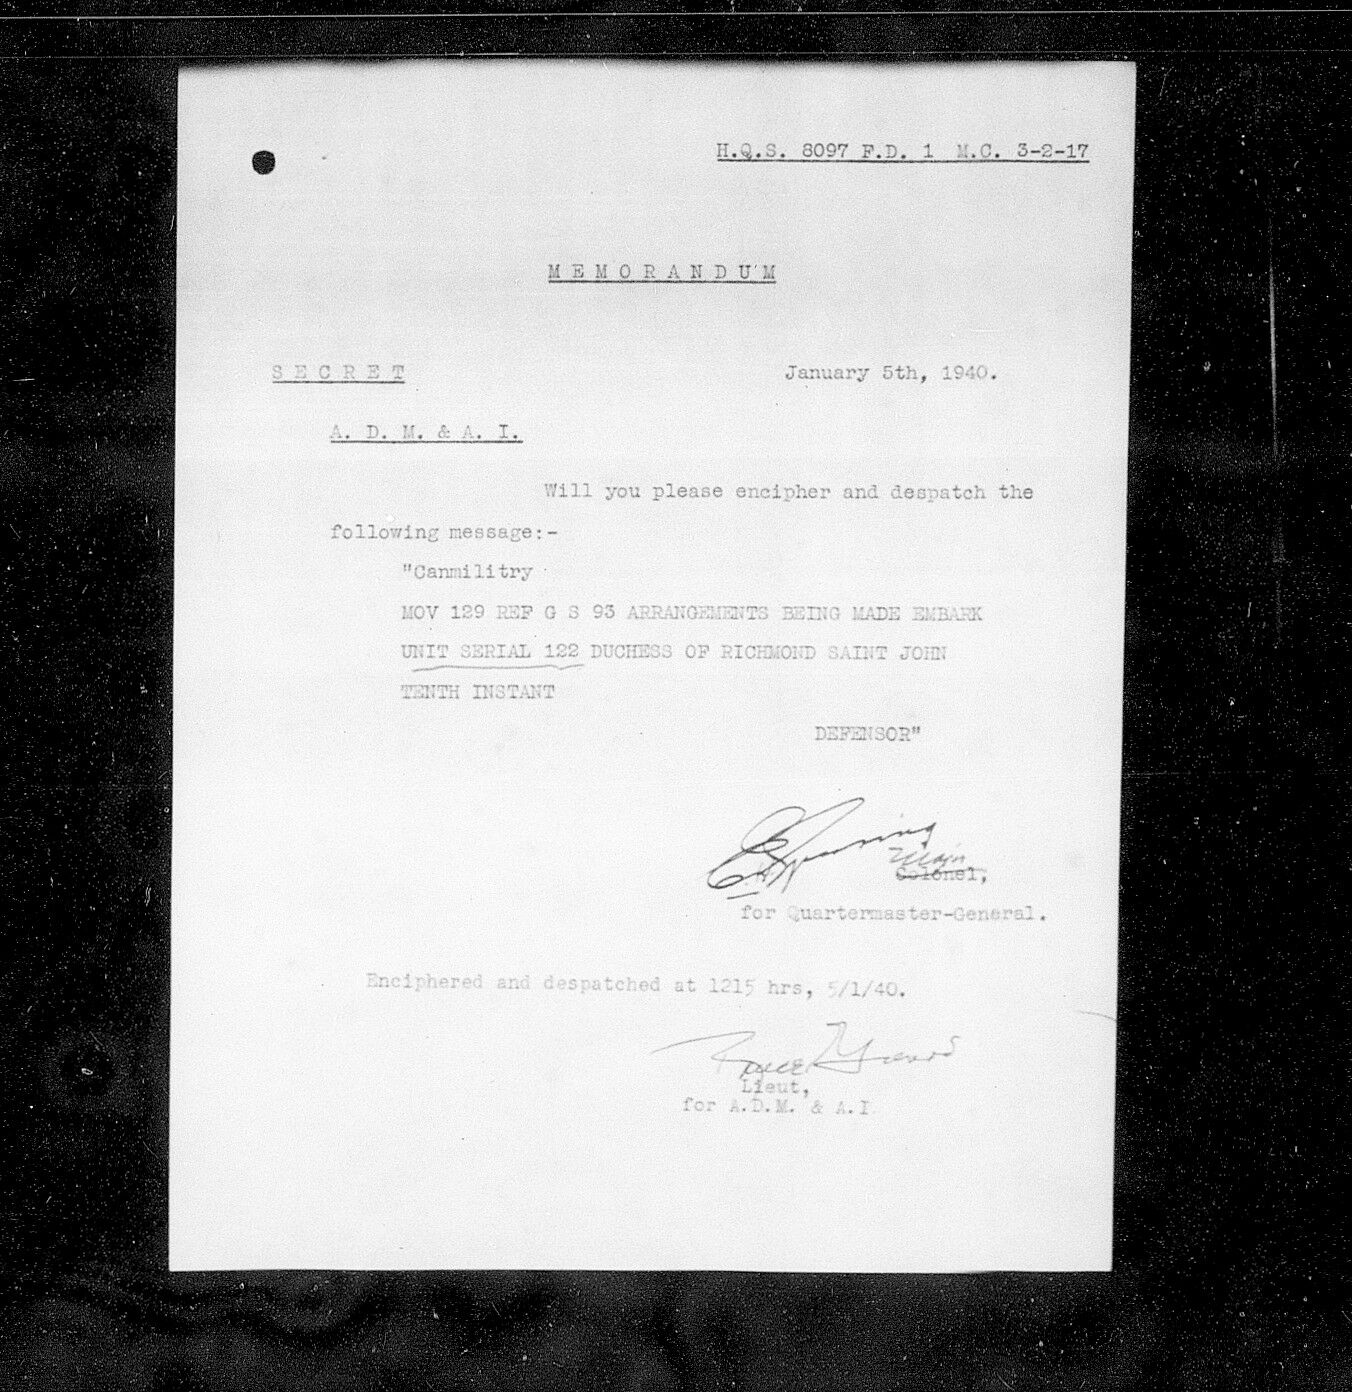 H.Q.S. 8097 F.D. 1 M.C. 3-2-17
MEMORANDUM
SECRET
January 5th, 1940.
A. D. M. & A. I.
Will you please encipher and despatch the
following message:-
"Canmilitry
MOV 129 REF G S 93 ARRANGEMENTS BEING MADE EMBARK
UNIT SERIAL 122 DUCHESS OF RICHMOND SAINT JOHN
TENTH INSTANT
DEFENSOR"
Major
Colonel,
for Quartermaster-General.
Enciphered and despatched at 1215 hrs, 5/1/40.
Lieut,
for A.D.M. & A.I.